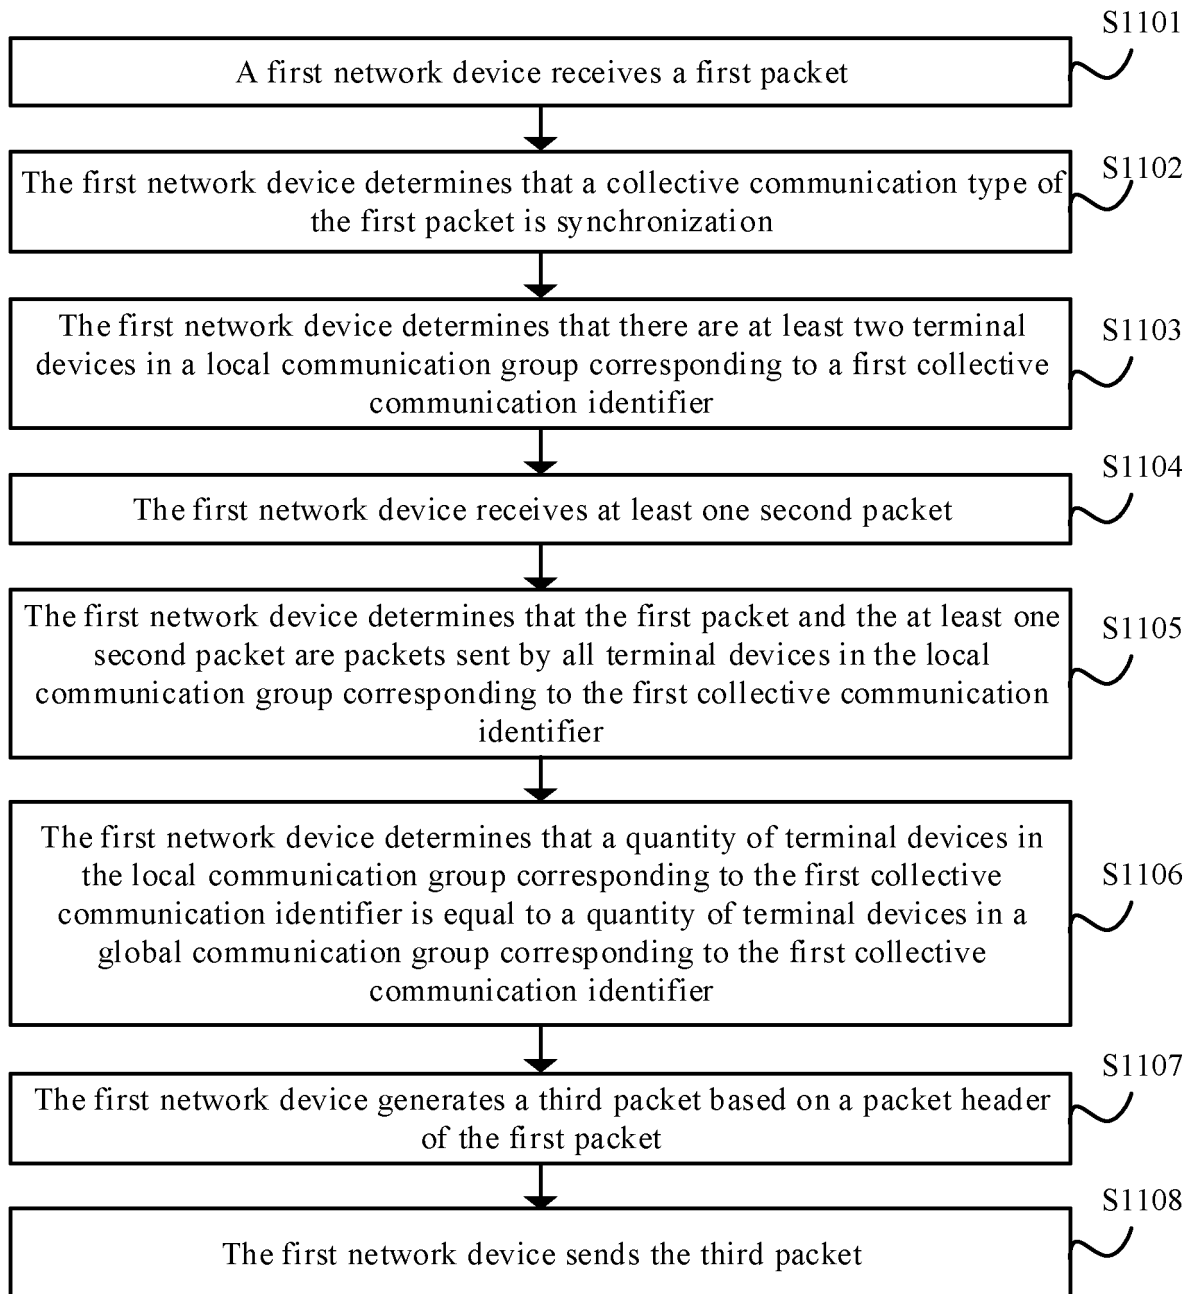 S1101
A first network device receives a first packet
S1102
The first network device determines that a collective communication type of
the first packet is synchronization
S1103
The first network device determines that there are at least two terminal
devices in a local communication group corresponding to a first collective
communication identifier
S1104
The first network device receives at least one second packet
S1105
The first network device determines that the first packet and the at least one
second packet are packets sent by all terminal devices in the local
communication group corresponding to the first collective communication
identifier
S1106
The first network device determines that a quantity of terminal devices in
the local communication group corresponding to the first collective
communication identifier is equal to a quantity of terminal devices in a
global communication group corresponding to the first collective
communication identifier
S1107
The first network device generates a third packet based on a packet header
of the first packet
S1108
The first network device sends the third packet